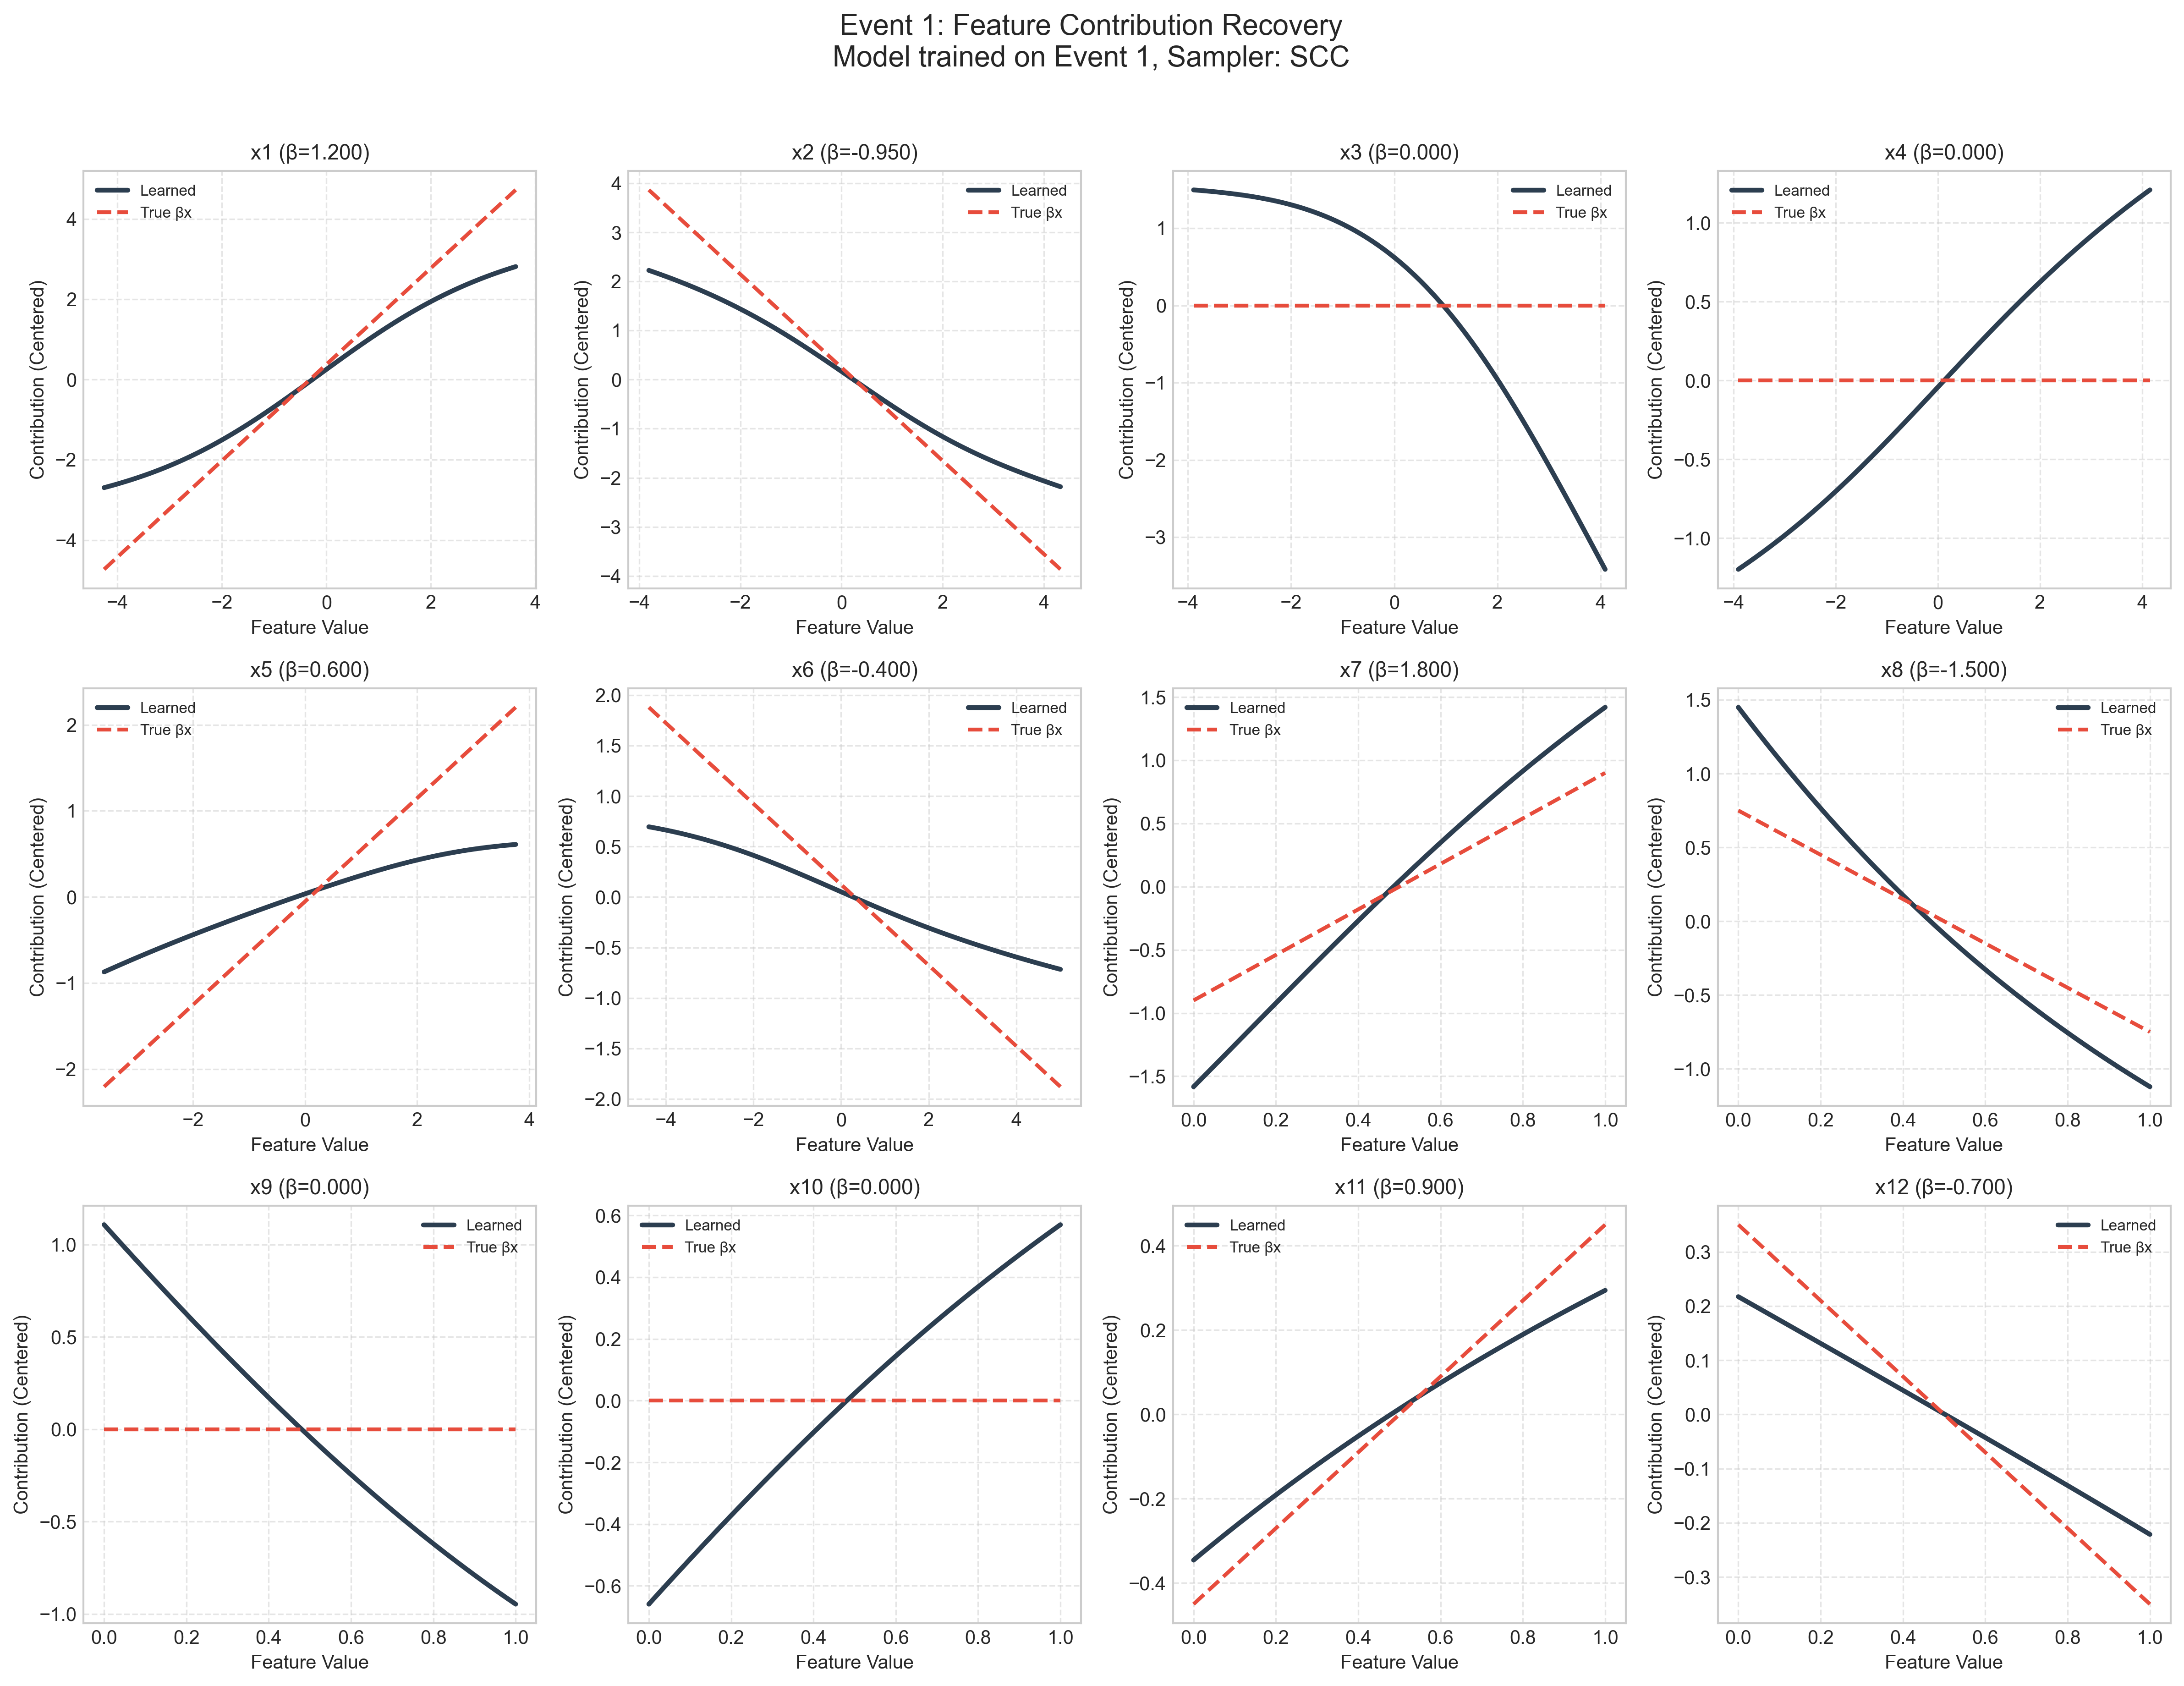 Event 1: Feature Contribution Recovery
Model trained on Event 1, Sampler: SCC
x1 (β=1.200)
Learned
True βx
Contribution (Centered)
4
2
0
−2
−4
−4 −2 0 2 4
Feature Value
x2 (β=-0.950)
Learned
True βx
Contribution (Centered)
4
3
2
1
0
−1
−2
−3
−4
−4 −2 0 2 4
Feature Value
x3 (β=0.000)
Learned
True βx
Contribution (Centered)
1
0
−1
−2
−3
−4 −2 0 2 4
Feature Value
x4 (β=0.000)
Learned
True βx
Contribution (Centered)
1.0
0.5
0.0
−0.5
−1.0
−4 −2 0 2 4
Feature Value
x5 (β=0.600)
Learned
True βx
Contribution (Centered)
2
1
0
−1
−2
−2 0 2 4
Feature Value
x6 (β=-0.400)
Learned
True βx
Contribution (Centered)
2.0
1.5
1.0
0.5
0.0
−0.5
−1.0
−1.5
−2.0
−4 −2 0 2 4
Feature Value
x7 (β=1.800)
Learned
True βx
Contribution (Centered)
1.5
1.0
0.5
0.0
−0.5
−1.0
−1.5
0.0 0.2 0.4 0.6 0.8 1.0
Feature Value
x8 (β=-1.500)
Learned
True βx
Contribution (Centered)
1.5
1.0
0.5
0.0
−0.5
−1.0
0.0 0.2 0.4 0.6 0.8 1.0
Feature Value
x9 (β=0.000)
Learned
True βx
Contribution (Centered)
1.0
0.5
0.0
−0.5
−1.0
0.0 0.2 0.4 0.6 0.8 1.0
Feature Value
x10 (β=0.000)
Learned
True βx
Contribution (Centered)
0.6
0.4
0.2
0.0
−0.2
−0.4
−0.6
0.0 0.2 0.4 0.6 0.8 1.0
Feature Value
x11 (β=0.900)
Learned
True βx
Contribution (Centered)
0.4
0.2
0.0
−0.2
−0.4
0.0 0.2 0.4 0.6 0.8 1.0
Feature Value
x12 (β=-0.700)
Learned
True βx
Contribution (Centered)
0.3
0.2
0.1
0.0
−0.1
−0.2
−0.3
0.0 0.2 0.4 0.6 0.8 1.0
Feature Value